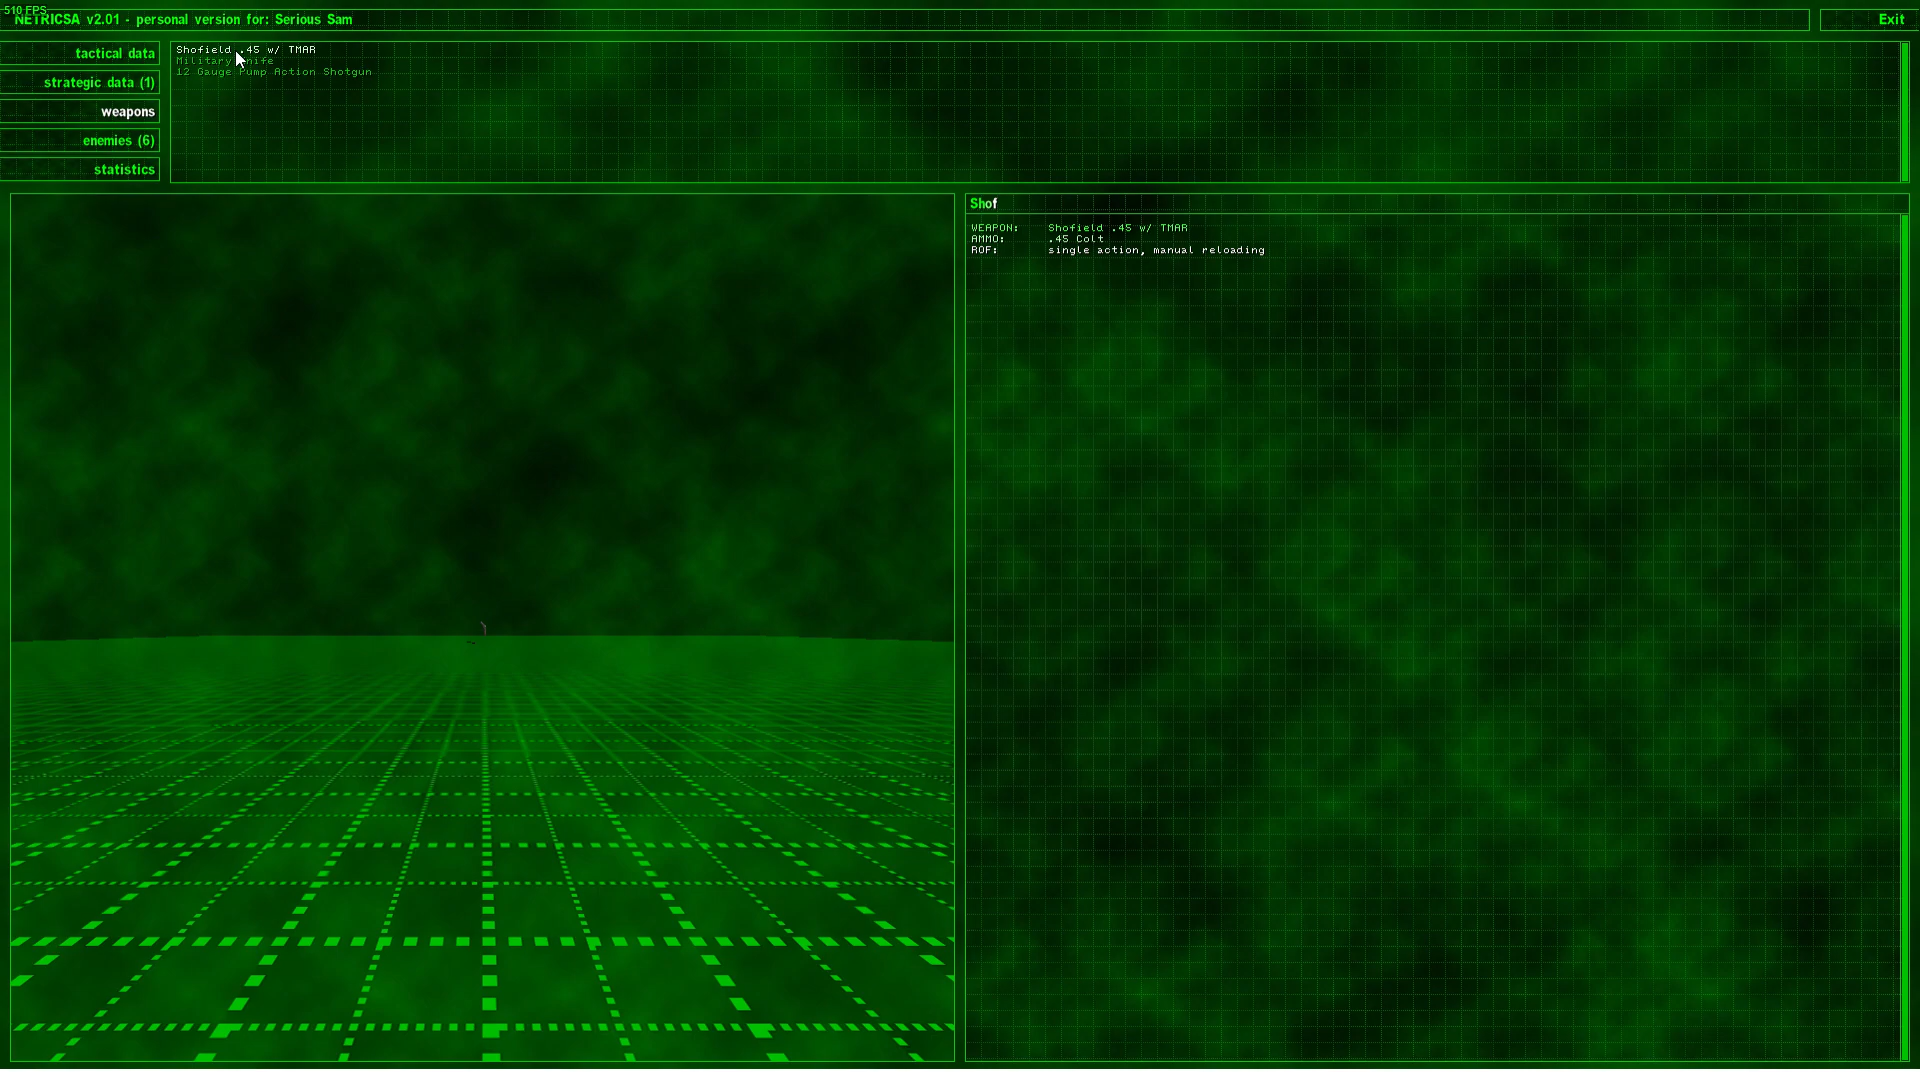 510 FPS
NETRICSA v2.01 - personal version for: Serious Sam
Exit
tactical data
strategic data (1)
weapons
enemies (6)
statistics
Shofield .45 w/ TMAR
Military Knife
12 Gauge Pump Action Shotgun
Shof
WEAPON: Shofield .45 w/ TMAR
AMMO: .45 Colt
ROF: single action, manual reloading